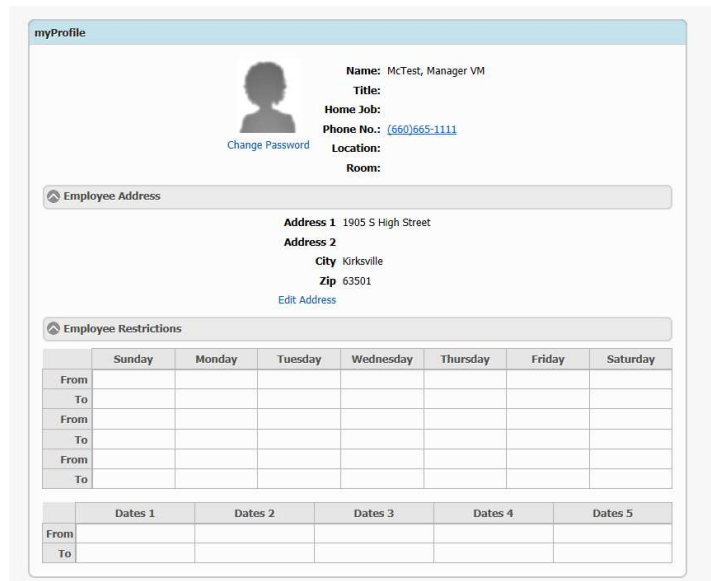 myProfile
Name: McTest, Manager VM
Title:
Home Job:
Phone No.: (660)665-1111
Change Password
Location:
Room:
Employee Address
Address 1 1905 S High Street
Address 2
City Kirksville
Zip 63501
Edit Address
Employee Restrictions
Sunday Monday Tuesday Wednesday Thursday Friday Saturday
From
To
From
To
From
To
Dates 1 Dates 2 Dates 3 Dates 4 Dates 5
From
To